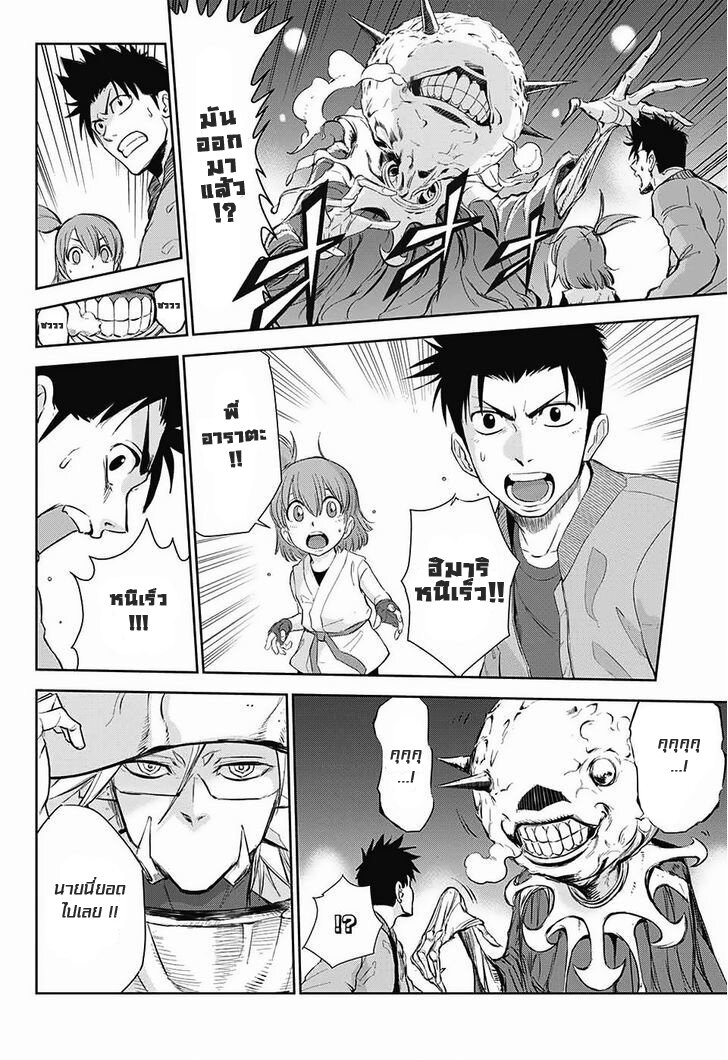 มัน
ออก
มา
แล้ว
!?
ซวววว
ซวววว
ฮิมาริ
หนีเร็ว!!
พี่
อาราตะ
!!
หนีเร็ว
!!!
คุคุคุคุ
...!
คุคุคุ
...!
!?
นายนี่ยอด
ไปเลย !!